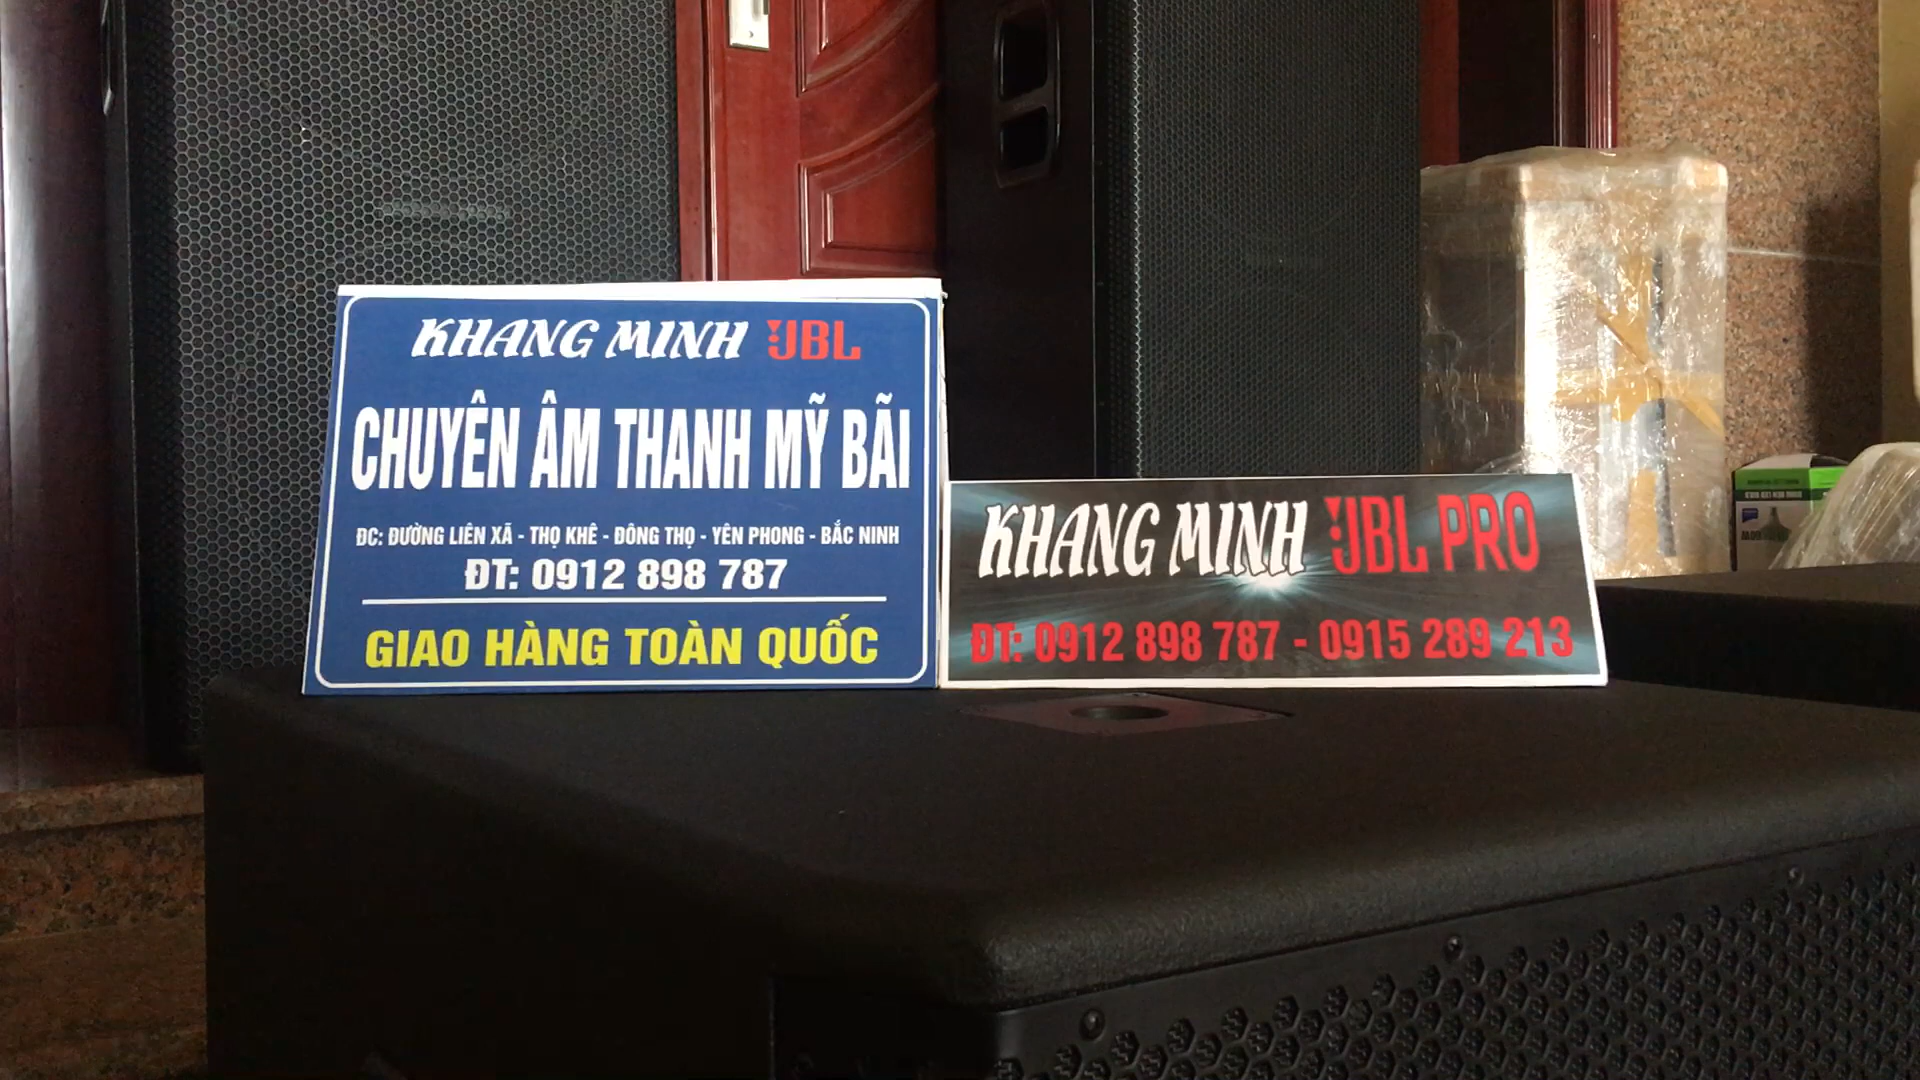 KHANG MINH JBL
CHUYÊN ÂM THANH MỸ BÃI
ĐC: ĐƯỜNG LIÊN XÃ - THỌ KHÊ - ĐÔNG THỌ - YÊN PHONG - BẮC NINH
ĐT: 0912 898 787
GIAO HÀNG TOÀN QUỐC
KHANG MINH JBL PRO
ĐT: 0912 898 787 - 0915 289 213